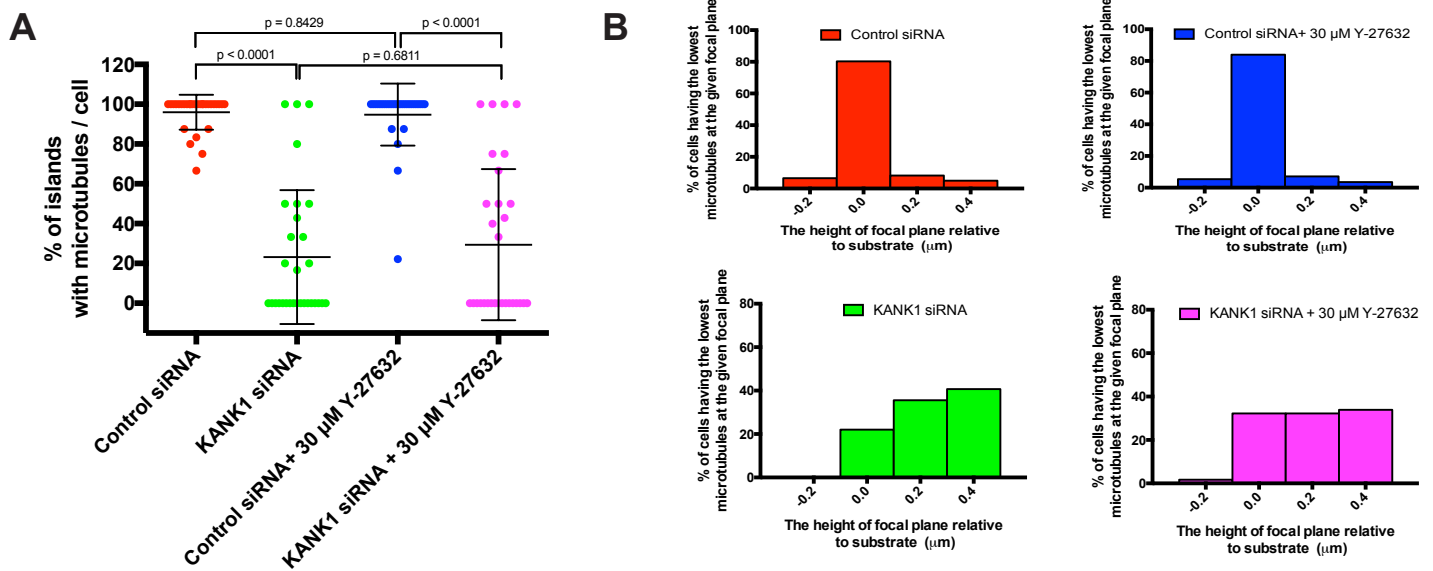 A
p = 0.8429
p < 0.0001
p < 0.0001
p = 0.6811
% of islands
with microtubules / cell
120
100
80
60
40
20
0
Control siRNA
KANK1 siRNA
Control siRNA+ 30 µM Y-27632
KANK1 siRNA + 30 µM Y-27632
B
% of cells having the lowest
microtubules at the given focal plane
100
80
60
40
20
0
Control siRNA
-0.2
0.0
0.2
0.4
The height of focal plane relative
to substrate (µm)
% of cells having the lowest
microtubules at the given focal plane
100
80
60
40
20
0
Control siRNA+ 30 µM Y-27632
-0.2
0.0
0.2
0.4
The height of focal plane relative
to substrate (µm)
% of cells having the lowest
microtubules at the given focal plane
80
60
40
20
0
KANK1 siRNA
-0.2
0.0
0.2
0.4
The height of focal plane relative
to substrate (µm)
% of cells having the lowest
microtubules at the given focal plane
80
60
40
20
0
KANK1 siRNA + 30 µM Y-27632
-0.2
0.0
0.2
0.4
The height of focal plane relative
to substrate (µm)